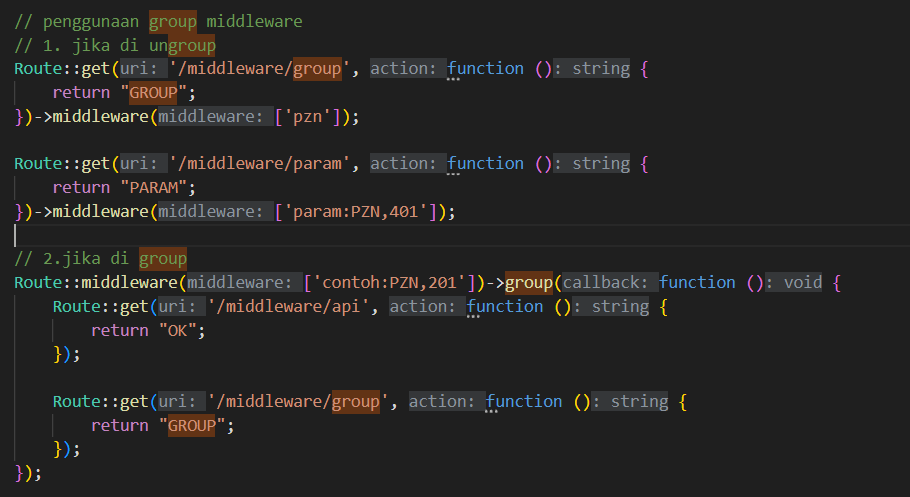 // penggunaan group middleware
// 1. jika di ungroup
Route::get(uri: '/middleware/group', action: function (): string {
    return "GROUP";
})->middleware(middleware: ['pzn']);

Route::get(uri: '/middleware/param', action: function (): string {
    return "PARAM";
})->middleware(middleware: ['param:PZN,401']);

// 2.jika di group
Route::middleware(middleware: ['contoh:PZN,201'])->group(callback: function (): void {
    Route::get(uri: '/middleware/api', action: function (): string {
        return "OK";
    });

    Route::get(uri: '/middleware/group', action: function (): string {
        return "GROUP";
    });
});